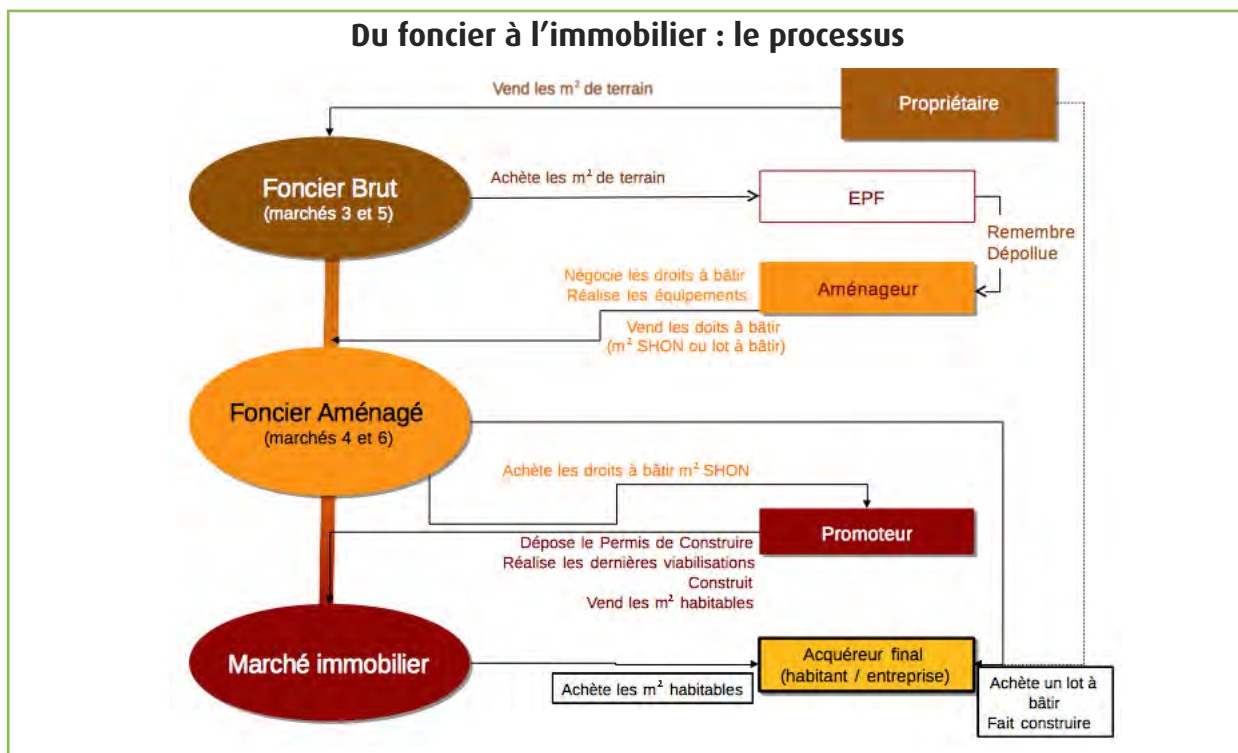 Du foncier à l'immobilier : le processus
Vend les m² de terrain
Propriétaire
Foncier Brut
(marchés 3 et 5)
Achète les m² de terrain
EPF
Remembre
Dépollue
Négocie les droits à bâtir
Réalise les équipements
Aménageur
Vend les doits à bâtir
(m² SHON ou lot à bâtir)
Foncier Aménagé
(marchés 4 et 6)
Achète les droits à bâtir m² SHON
Promoteur
Dépose le Permis de Construire
Réalise les dernières viabilisations
Construit
Vend les m² habitables
Marché immobilier
Achète les m² habitables
Acquéreur final
(habitant / entreprise)
Achète un lot à
bâtir
Fait construire